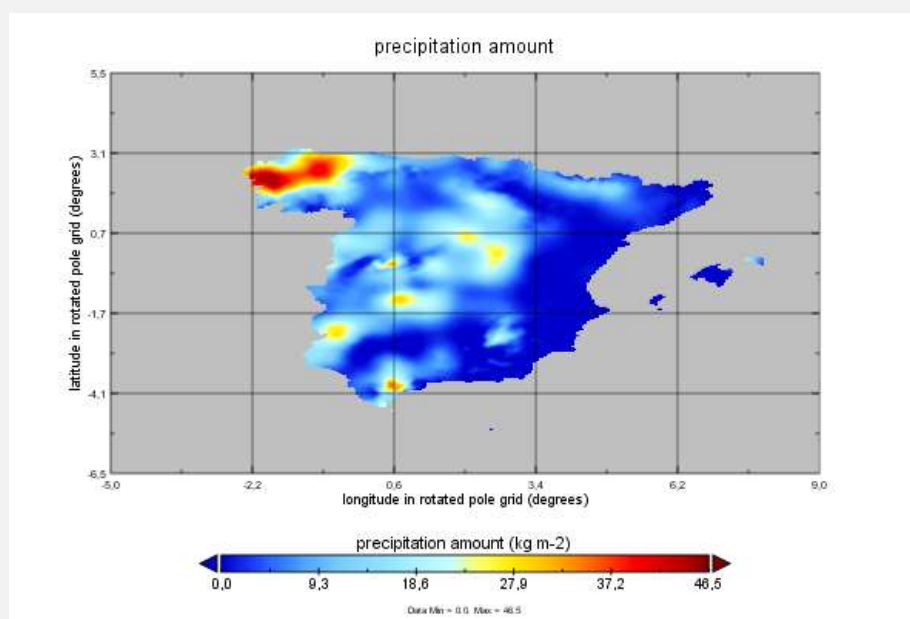 precipitation amount
5,5
3,1
0,7
-1,7
-4,1
-6,5
latitude in rotated pole grid (degrees)
-5,0 -2,2 0,6 3,4 6,2 9,0
longitude in rotated pole grid (degrees)
precipitation amount (kg m-2)
0,0 9,3 18,6 27,9 37,2 46,5
Data Min = 0.0 Max = 46.5